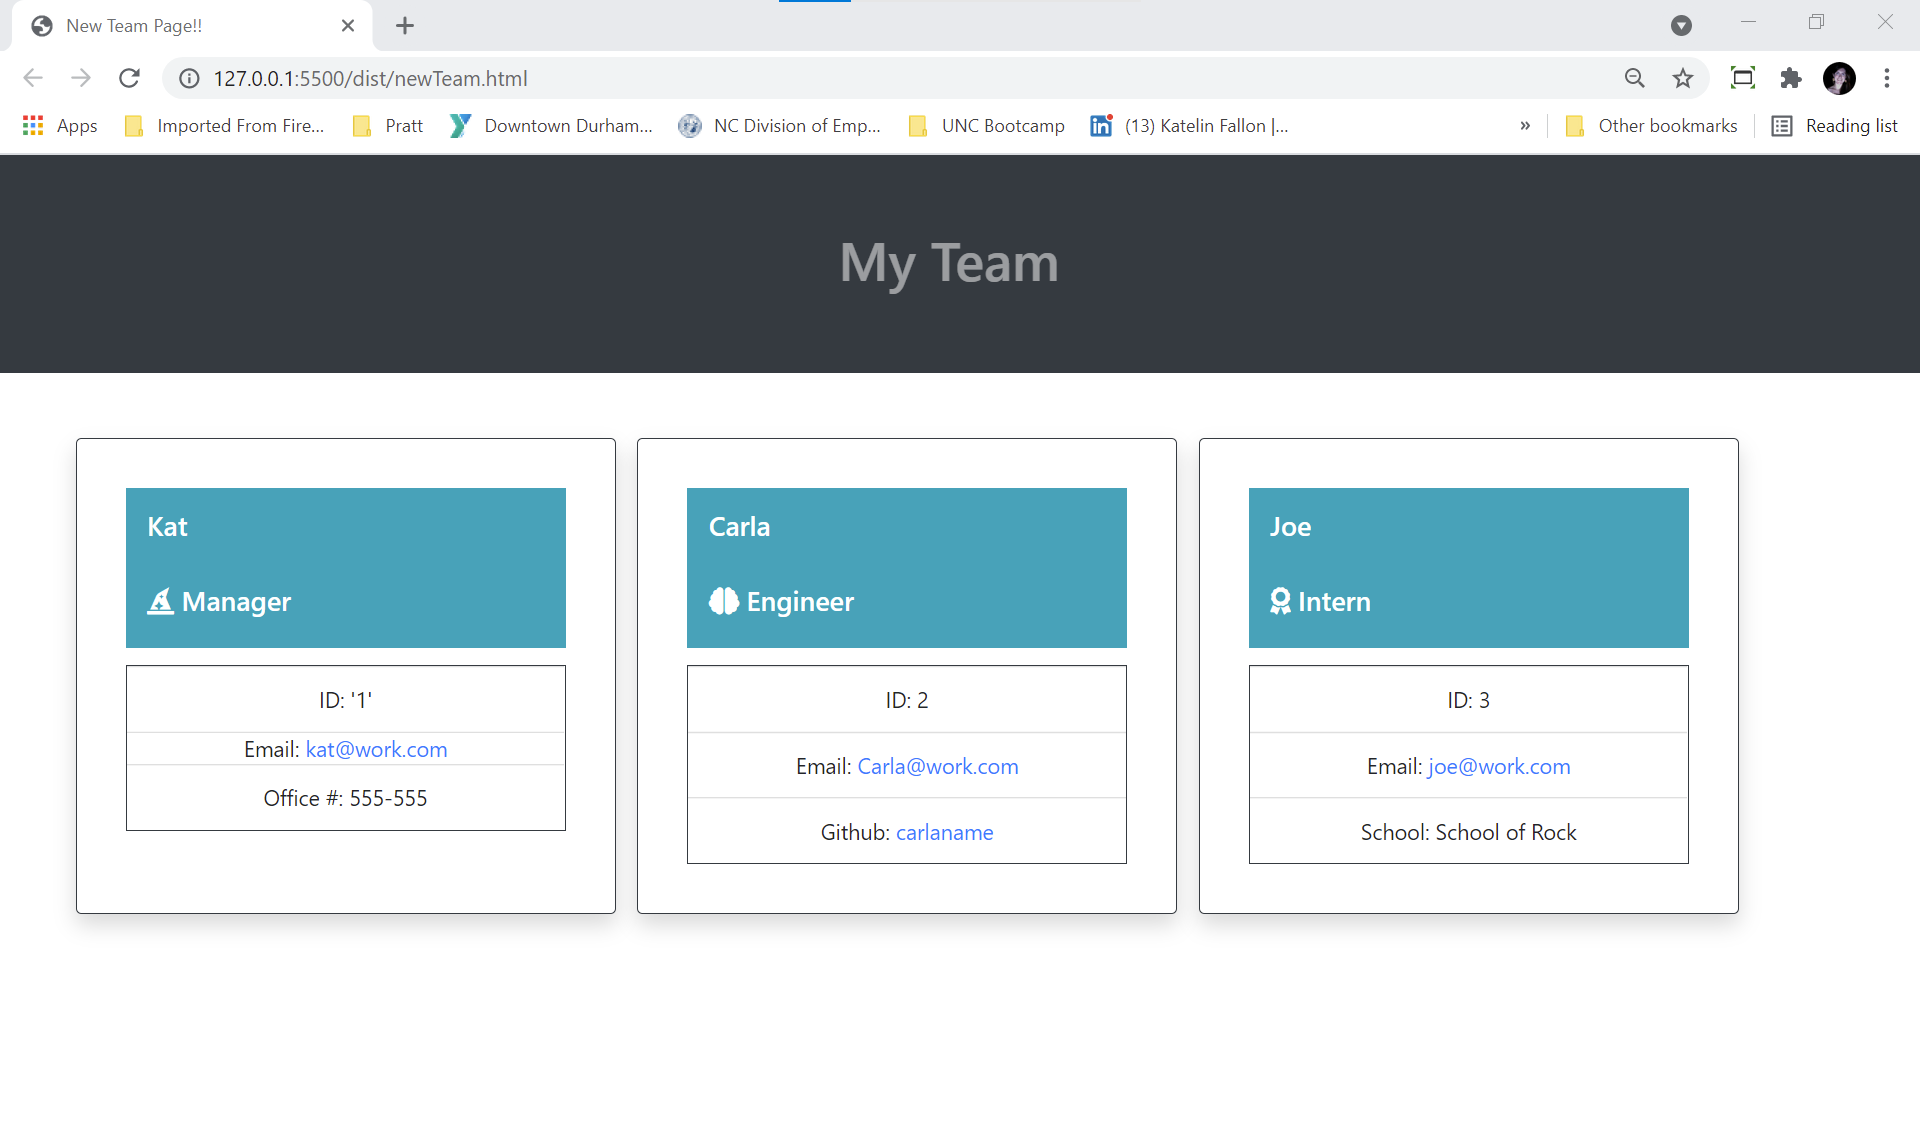 New Team Page!!
127.0.0.1:5500/dist/newTeam.html
Apps Imported From Fire... Pratt Downtown Durham... NC Division of Emp... UNC Bootcamp in (13) Katelin Fallon |... » Other bookmarks Reading list
My Team
Kat
Manager
ID: '1'
Email: kat@work.com
Office #: 555-555
Carla
Engineer
ID: 2
Email: Carla@work.com
Github: carlaname
Joe
Intern
ID: 3
Email: joe@work.com
School: School of Rock